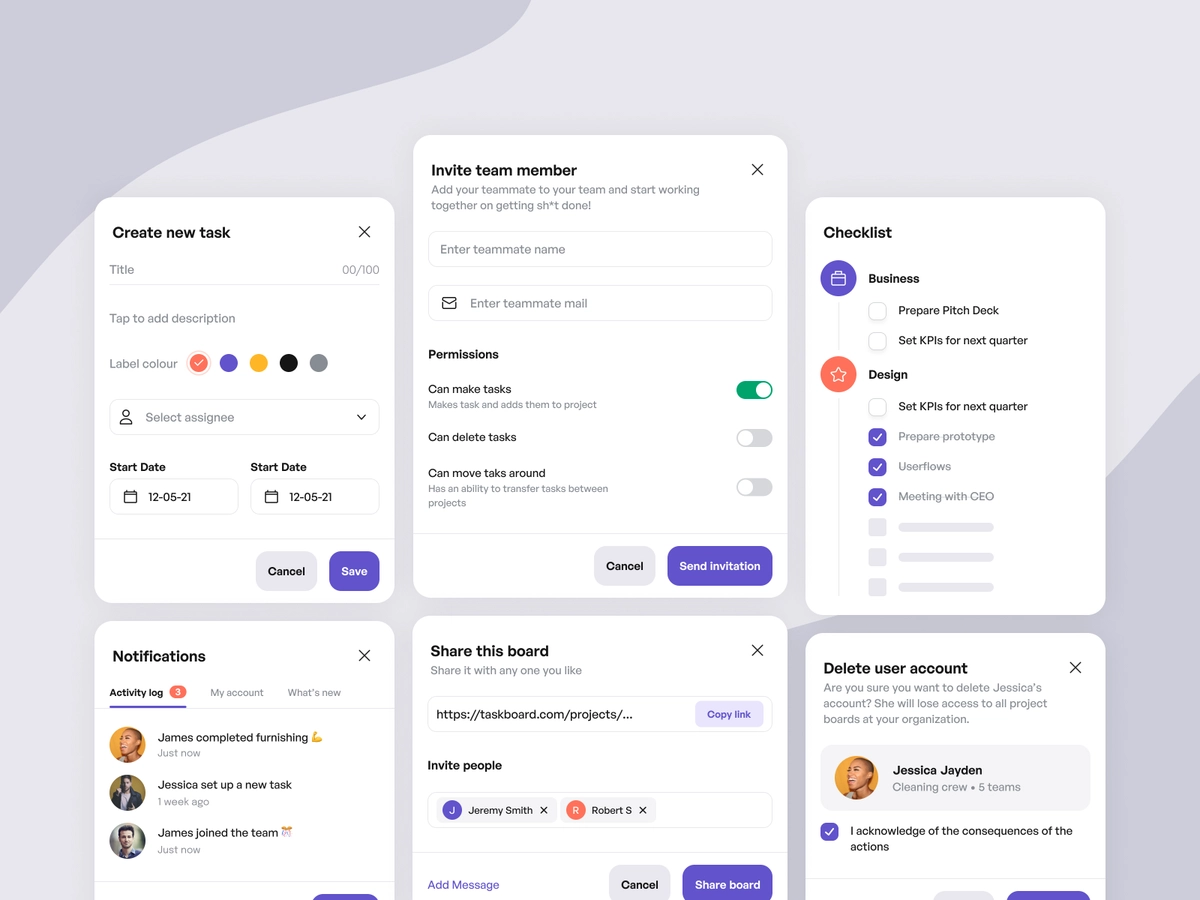 Create new task
Title 00/100
Tap to add description
Label colour
Select assignee
Start Date Start Date
12-05-21 12-05-21
Cancel Save
Invite team member
Add your teammate to your team and start working
together on getting sh*t done!
Enter teammate name
Enter teammate mail
Permissions
Can make tasks
Makes task and adds them to project
Can delete tasks
Can move taks around
Has an ability to transfer tasks between
projects
Cancel Send invitation
Checklist
Business
Prepare Pitch Deck
Set KPIs for next quarter
Design
Set KPIs for next quarter
Prepare prototype
Userflows
Meeting with CEO
Notifications
Activity log 3 My account What's new
James completed furnishing 💪
Just now
Jessica set up a new task
1 week ago
James joined the team 🎊
Just now
Share this board
Share it with any one you like
https://taskboard.com/projects/... Copy link
Invite people
J Jeremy Smith R Robert S
Add Message Cancel Share board
Delete user account
Are you sure you want to delete Jessica's
account? She will lose access to all project
boards at your organization.
Jessica Jayden
Cleaning crew • 5 teams
I acknowledge of the consequences of the
actions